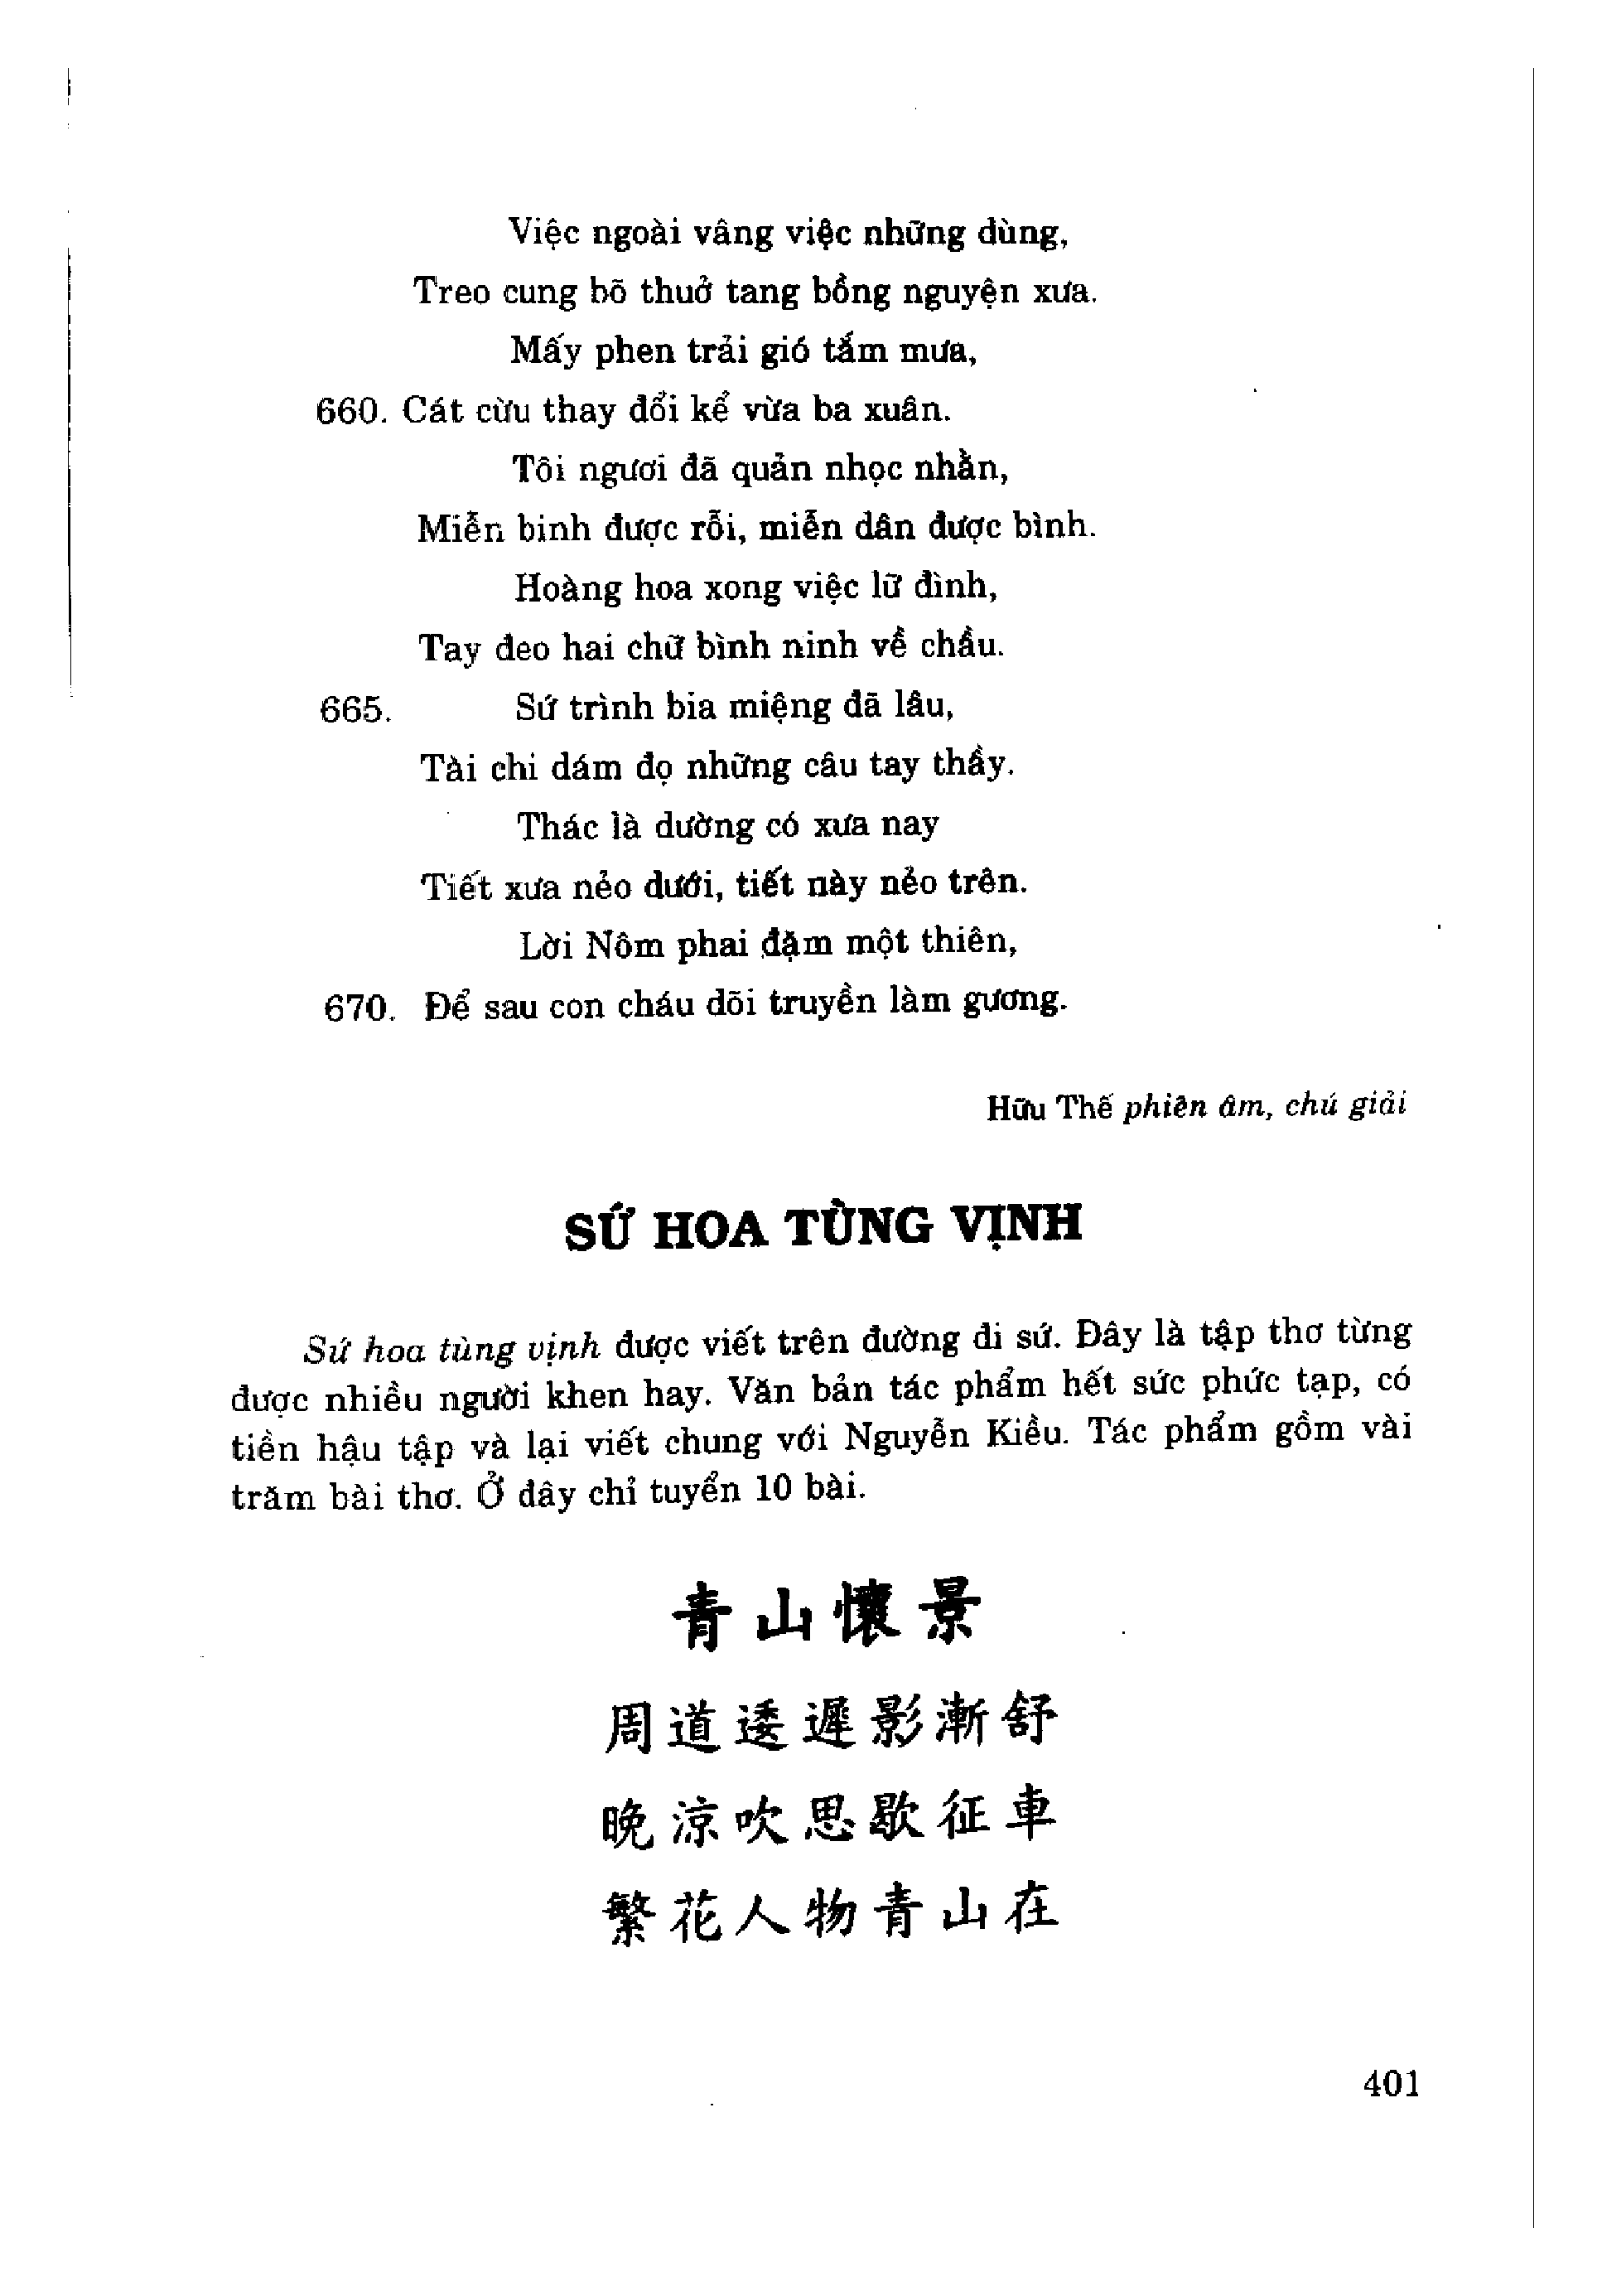 Việc ngoài vâng việc những dùng,
Treo cung bõ thuở tang bồng nguyện xưa.
Mấy phen trải gió tắm mưa,
660. Cát cừu thay đổi kể vừa ba xuân.
Tôi ngươi đã quản nhọc nhằn,
Miễn binh được rỗi, miễn dân được bình.
Hoàng hoa xong việc lữ đình,
Tay đeo hai chữ bình ninh về chầu.
665. Sứ trình bia miệng đã lâu,
Tài chi dám đọ những câu tay thầy.
Thác là dường có xưa nay
Tiết xưa nẻo dưới, tiết này nẻo trên.
Lời Nôm phai đậm một thiên,
670. Để sau con cháu dõi truyền làm gương.
Hữu Thế phiên âm, chú giải
SỨ HOA TÙNG VỊNH
Sứ hoa tùng vịnh được viết trên đường đi sứ. Đây là tập thơ từng
được nhiều người khen hay. Văn bản tác phẩm hết sức phức tạp, có
tiền hậu tập và lại viết chung với Nguyễn Kiều. Tác phẩm gồm vài
trăm bài thơ. Ở đây chỉ tuyển 10 bài.
青山懷景
周道逶遲影漸舒
晚涼吹思歇征車
繁花人物青山在
401